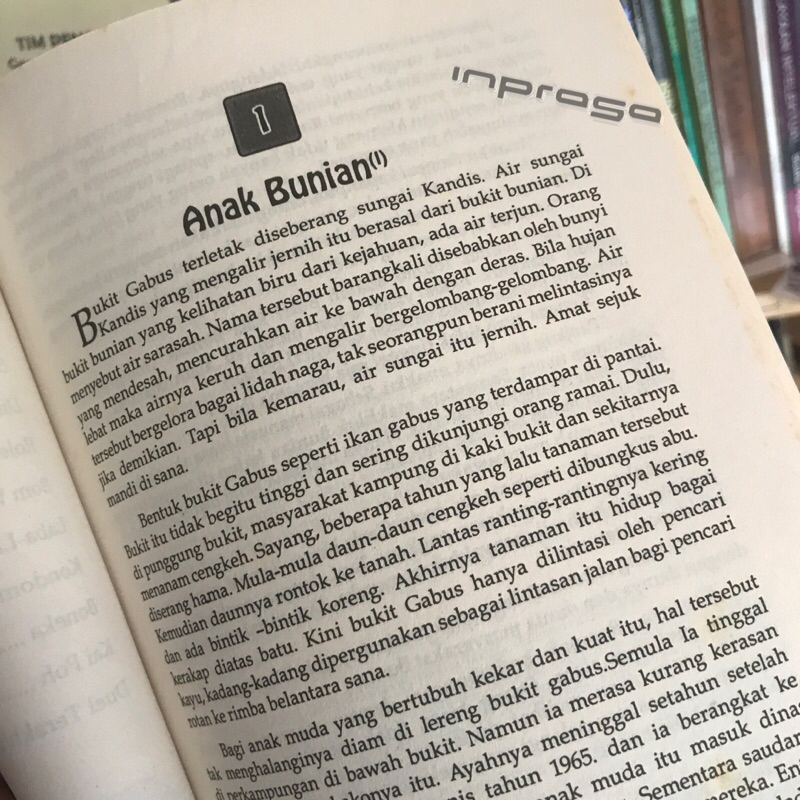 TIM
inprasa
1
Anak Bunian(1)
Bukit Gabus terletak diseberang sungai Kandis. Air sungai
Kandis yang mengalir jernih itu berasal dari bukit bunian. Di
bukit bunian yang kelihatan biru dari kejahuan, ada air terjun. Orang
menyebut air sarasah. Nama tersebut barangkali disebabkan oleh bunyi
yang mendesah, mencurahkan air ke bawah dengan deras. Bila hujan
lebat maka airnya keruh dan mengalir bergelombang-gelombang. Air
tersebut bergelora bagai lidah naga, tak seorangpun berani melintasinya
jika demikian. Tapi bila kemarau, air sungai itu jernih. Amat sejuk
mandi di sana.
Bentuk bukit Gabus seperti ikan gabus yang terdampar di pantai.
Bukit itu tidak begitu tinggi dan sering dikunjungi orang ramai. Dulu,
di punggung bukit, masyarakat kampung di kaki bukit dan sekitarnya
menanam cengkeh. Sayang, beberapa tahun yang lalu tanaman tersebut
diserang hama. Mula-mula daun-daun cengkeh seperti dibungkus abu.
Kemudian daunnya rontok ke tanah. Lantas ranting-rantingnya kering
dan ada bintik –bintik koreng. Akhirnya tanaman itu hidup bagai
kerakap diatas batu. Kini bukit Gabus hanya dilintasi oleh pencari
kayu, kadang-kadang dipergunakan sebagai lintasan jalan bagi pencari
rotan ke rimba belantara sana.
Bagi anak muda yang bertubuh kekar dan kuat itu, hal tersebut
tak menghalanginya diam di lereng bukit gabus.Semula Ia tinggal
di perkampungan di bawah bukit. Namun ia merasa kurang kerasan
itu. Ayahnya meninggal setahun setelah
tahun 1965. dan ia berangkat ke
anak muda itu masuk
Sementara